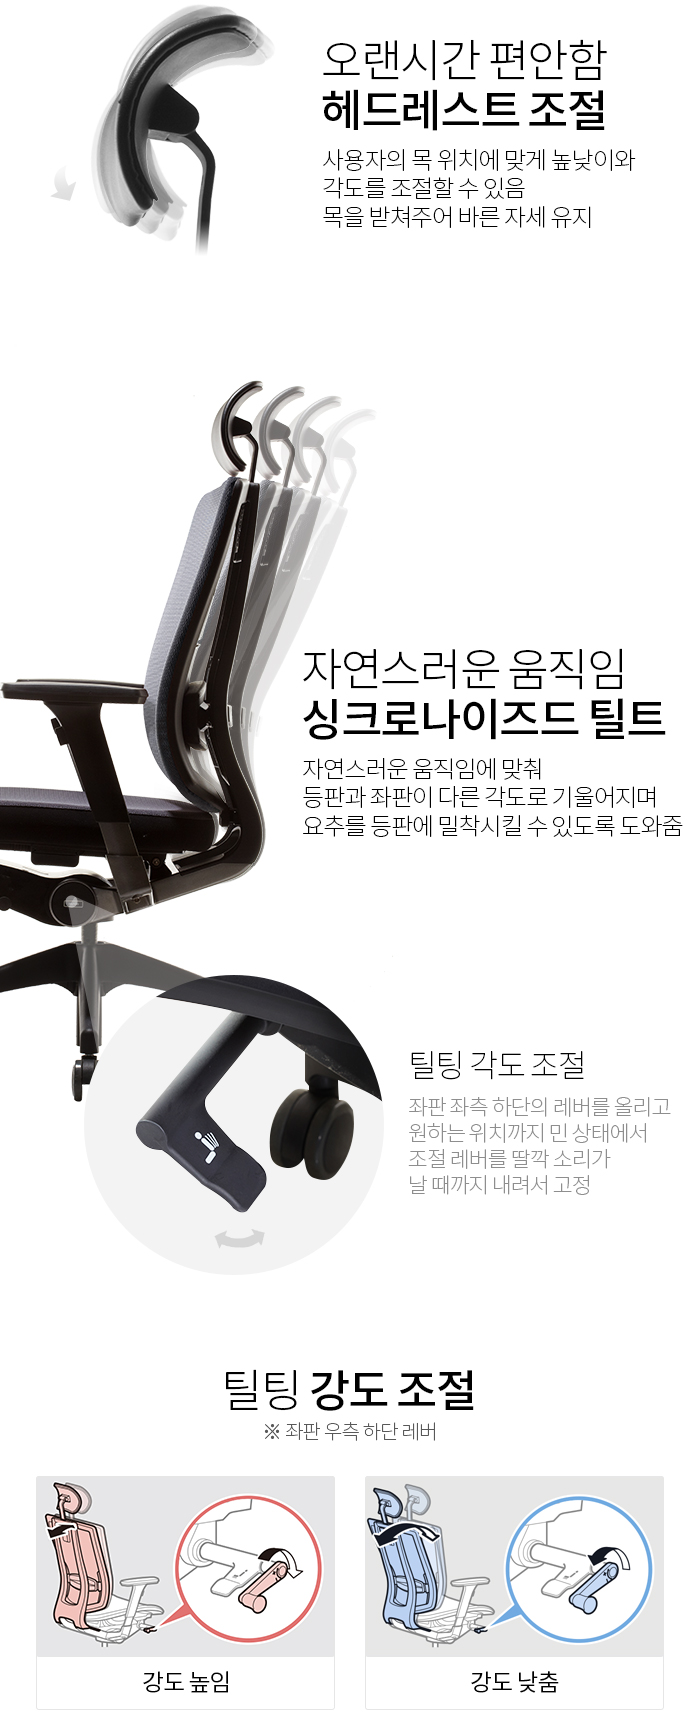 오랜시간 편안함
헤드레스트 조절
사용자의 목 위치에 맞게 높낮이와
각도를 조절할 수 있음
목을 받쳐주어 바른 자세 유지
자연스러운 움직임
싱크로나이즈드 틸트
자연스러운 움직임에 맞춰
등판과 좌판이 다른 각도로 기울어지며
요추를 등판에 밀착시킬 수 있도록 도와줌
틸팅 각도 조절
좌판 좌측 하단의 레버를 올리고
원하는 위치까지 민 상태에서
조절 레버를 딸깍 소리가
날 때까지 내려서 고정
틸팅 강도 조절
※ 좌판 우측 하단 레버
강도 높임
강도 낮춤